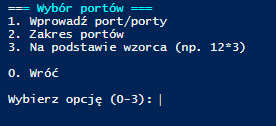 === Wybór portów ===
1. Wprowadź port/porty
2. Zakres portów
3. Na podstawie wzorca (np. 12*3)
0. Wróć
Wybierz opcję (0-3):